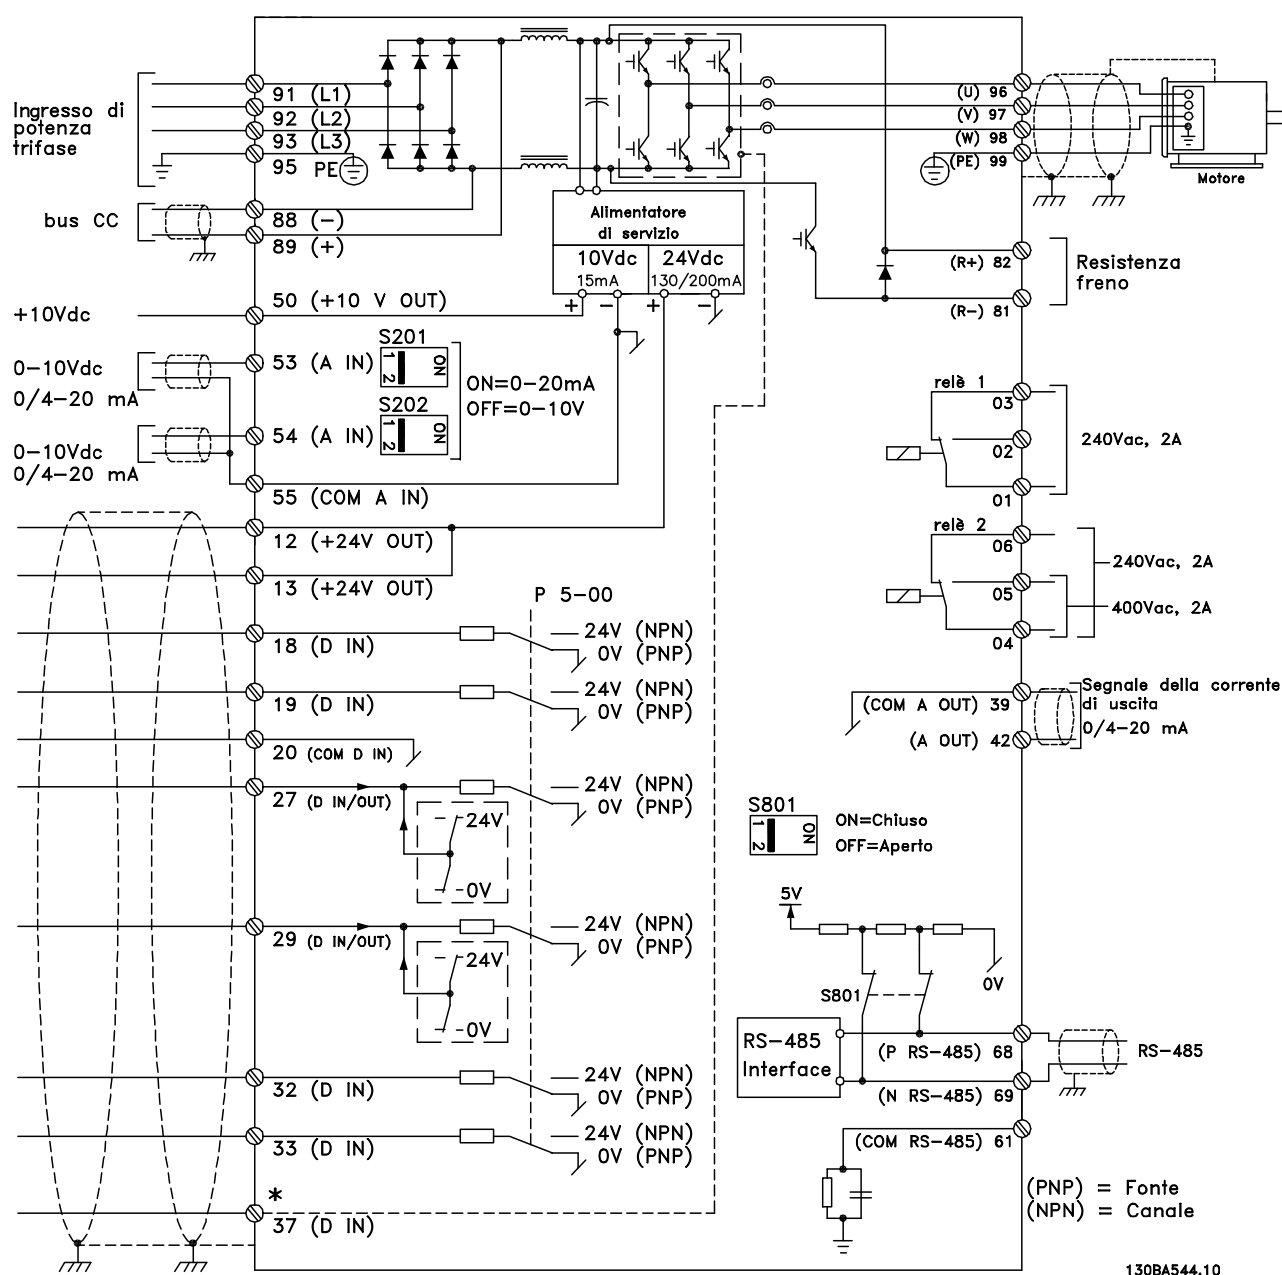 Ingresso di
potenza
trifase
91 (L1)
92 (L2)
93 (L3)
95 PE
bus CC
88 (−)
89 (+)
+10Vdc
50 (+10 V OUT)
0−10Vdc
0/4−20 mA
53 (A IN)
S201
1 2
ON
ON=0−20mA
OFF=0−10V
0−10Vdc
0/4−20 mA
54 (A IN)
S202
1 2
ON
55 (COM A IN)
12 (+24V OUT)
13 (+24V OUT)
Alimentatore
di servizio
10Vdc
15mA
24Vdc
130/200mA
+ − + −
P 5-00
18 (D IN)
24V (NPN)
0V (PNP)
19 (D IN)
24V (NPN)
0V (PNP)
20 (COM D IN)
27 (D IN/OUT)
24V (NPN)
0V (PNP)
24V
0V
29 (D IN/OUT)
24V (NPN)
0V (PNP)
24V
0V
32 (D IN)
24V (NPN)
0V (PNP)
33 (D IN)
24V (NPN)
0V (PNP)
*
37 (D IN)
(U) 96
(V) 97
(W) 98
(PE) 99
Motore
(R+) 82
(R−) 81
Resistenza
freno
relè 1
03
02
01
240Vac, 2A
relè 2
06
05
04
240Vac, 2A
400Vac, 2A
(COM A OUT) 39
(A OUT) 42
Segnale della corrente
di uscita
0/4−20 mA
S801
1 2
ON
ON=Chiuso
OFF=Aperto
5V
S801
0V
RS-485
Interface
(P RS-485) 68
(N RS-485) 69
(COM RS-485) 61
RS-485
(PNP) = Fonte
(NPN) = Canale
130BA544.10